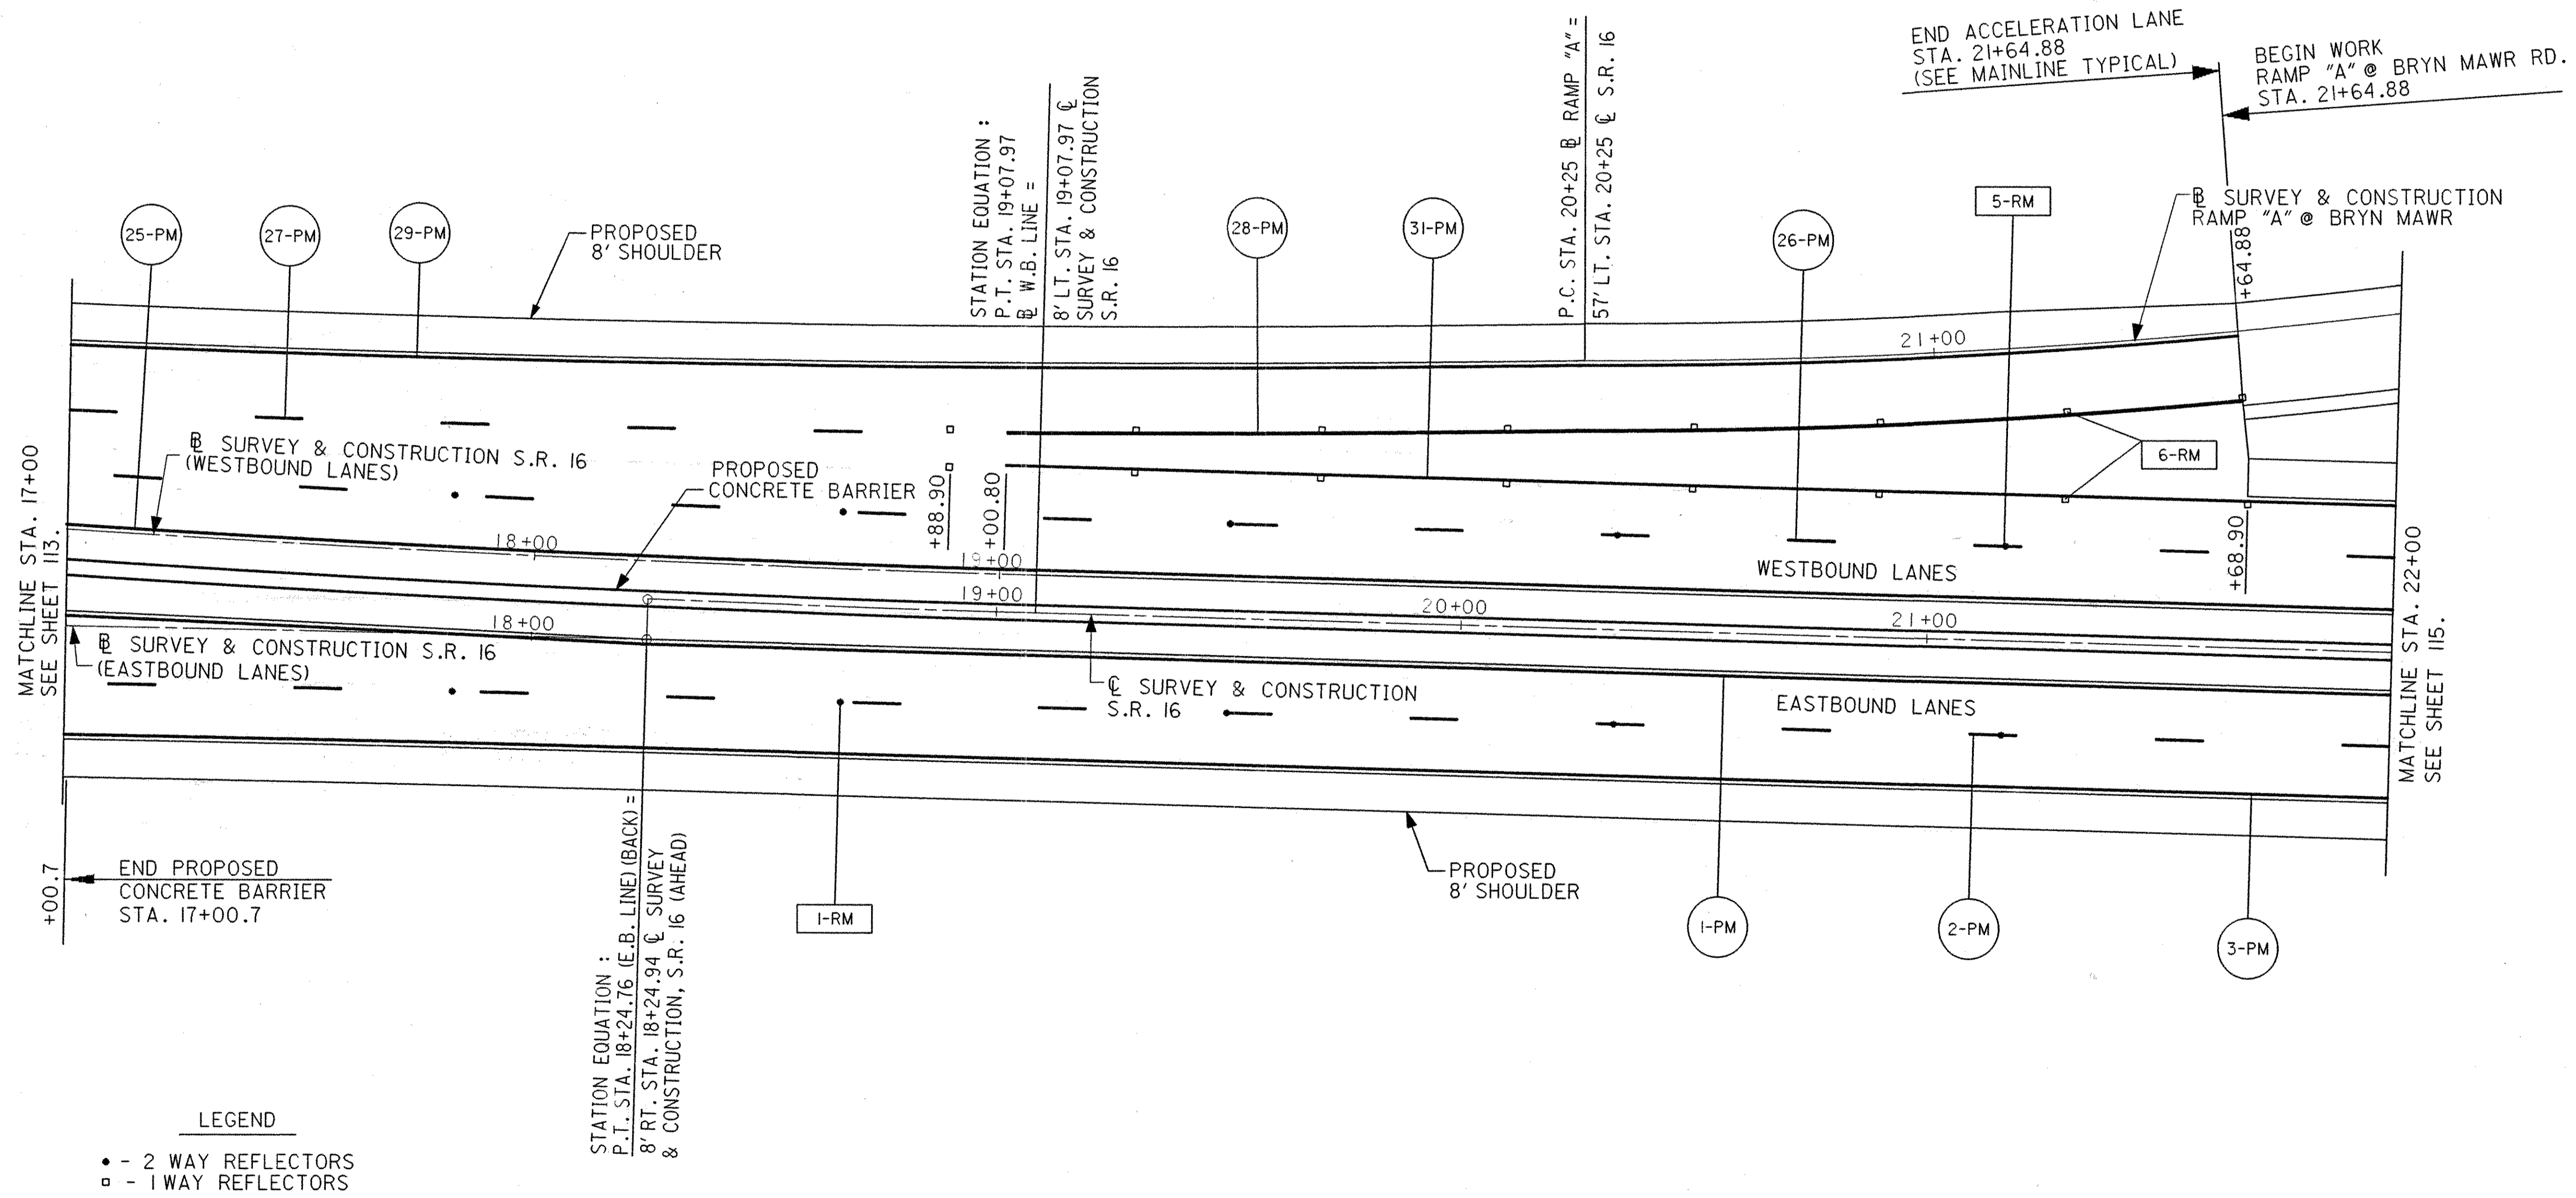 END ACCELERATION LANE
STA. 21+64.88
(SEE MAINLINE TYPICAL)
BEGIN WORK
RAMP "A" @ BRYN MAWR RD.
STA. 21+64.88
STATION EQUATION :
P.T. STA. 19+07.97
℄ W.B. LINE =
8' LT. STA. 19+07.97 ℄
SURVEY & CONSTRUCTION
S.R. 16
P.C. STA. 20+25 BL RAMP "A" =
57' LT. STA. 20+25 ℄ S.R. 16
25-PM
27-PM
29-PM
PROPOSED
8' SHOULDER
28-PM
31-PM
26-PM
5-RM
BL SURVEY & CONSTRUCTION
RAMP "A" @ BRYN MAWR
+64.88
21+00
MATCHLINE STA. 17+00
SEE SHEET 113.
BL SURVEY & CONSTRUCTION S.R. 16
(WESTBOUND LANES)
PROPOSED
CONCRETE BARRIER
+88.90
+00.80
6-RM
+68.90
18+00
19+00
WESTBOUND LANES
19+00
20+00
21+00
18+00
BL SURVEY & CONSTRUCTION S.R. 16
(EASTBOUND LANES)
℄ SURVEY & CONSTRUCTION
S.R. 16
EASTBOUND LANES
MATCHLINE STA. 22+00
SEE SHEET 115.
+00.7
END PROPOSED
CONCRETE BARRIER
STA. 17+00.7
STATION EQUATION :
P.T. STA. 18+24.76 (E.B. LINE) (BACK) =
8' RT. STA. 18+24.94 ℄ SURVEY
& CONSTRUCTION, S.R. 16 (AHEAD)
1-RM
PROPOSED
8' SHOULDER
1-PM
2-PM
3-PM
LEGEND
● - 2 WAY REFLECTORS
□ - 1 WAY REFLECTORS